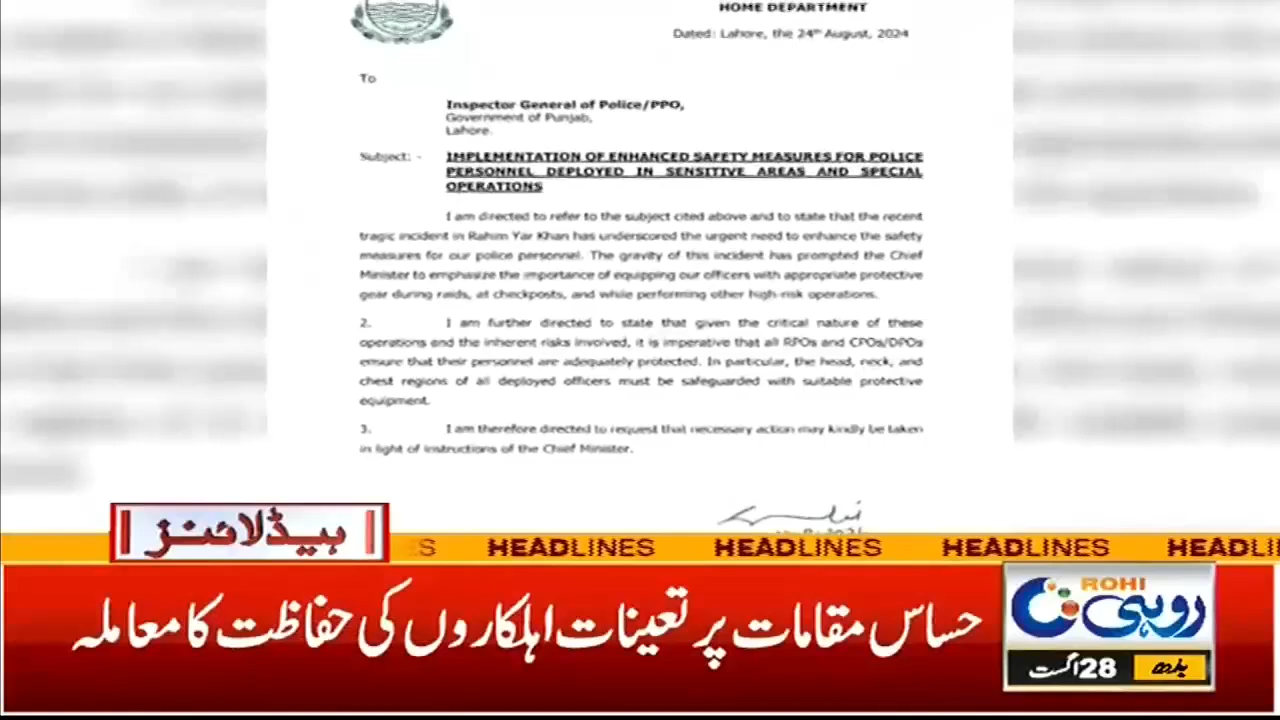 HOME DEPARTMENT
Dated: Lahore, the 24th August, 2024
To
Inspector General of Police/PPO,
Government of Punjab,
Lahore.
Subject: - IMPLEMENTATION OF ENHANCED SAFETY MEASURES FOR POLICE
PERSONNEL DEPLOYED IN SENSITIVE AREAS AND SPECIAL
OPERATIONS
I am directed to refer to the subject cited above and to state that the recent
tragic incident in Rahim Yar Khan has underscored the urgent need to enhance the safety
measures for our police personnel. The gravity of this incident has prompted the Chief
Minister to emphasize the importance of equipping our officers with appropriate protective
gear during raids, at checkposts, and while performing other high-risk operations.
2. I am further directed to state that given the critical nature of these
operations and the inherent risks involved, it is imperative that all RPOs and CPOs/DPOs
ensure that their personnel are adequately protected. In particular, the head, neck, and
chest regions of all deployed officers must be safeguarded with suitable protective
equipment.
3. I am therefore directed to request that necessary action may kindly be taken
in light of instructions of the Chief Minister.
ہیڈلائنز
HEADLINES HEADLINES HEADLINES HEADLI
حساس مقامات پر تعینات اہلکاروں کی حفاظت کا معاملہ
ROHI
روہی
بدھ 28 اگست